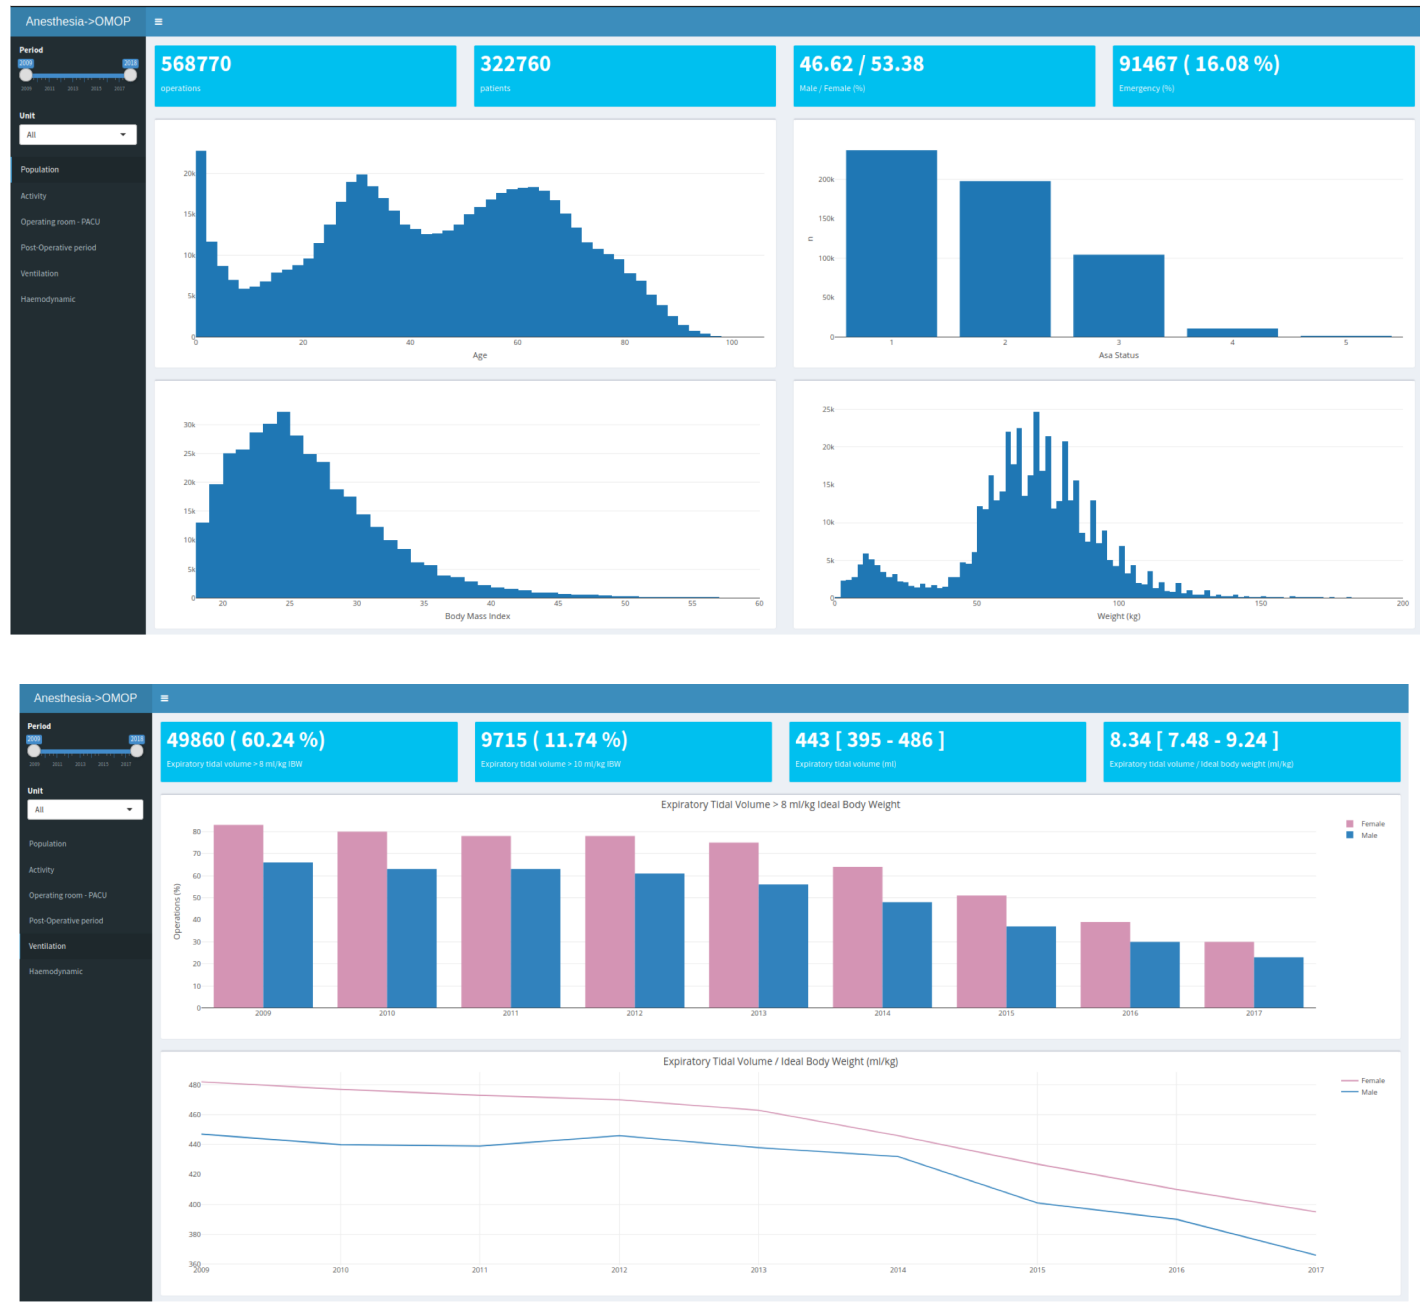 Anesthesia->OMOP
Period
2009 2018
2009 2011 2013 2015 2017
Unit
All
Population
Activity
Operating room - PACU
Post-Operative period
Ventilation
Haemodynamic
568770
operations
322760
patients
46.62 / 53.38
Male / Female (%)
91467 ( 16.08 %)
Emergency (%)
20k
15k
10k
5k
0
0 20 40 60 80 100
Age
200k
150k
100k
50k
0
n
1 2 3 4 5
Asa Status
30k
25k
20k
15k
10k
5k
0
20 25 30 35 40 45 50 55 60
Body Mass Index
25k
20k
15k
10k
5k
0
0 50 100 150 200
Weight (kg)
Anesthesia->OMOP
Period
2009 2018
2009 2011 2013 2015 2017
Unit
All
Population
Activity
Operating room - PACU
Post-Operative period
Ventilation
Haemodynamic
49860 ( 60.24 %)
Expiratory tidal volume > 8 ml/kg IBW
9715 ( 11.74 %)
Expiratory tidal volume > 10 ml/kg IBW
443 [ 395 - 486 ]
Expiratory tidal volume (ml)
8.34 [ 7.48 - 9.24 ]
Expiratory tidal volume / Ideal body weight (ml/kg)
Expiratory Tidal Volume > 8 ml/kg Ideal Body Weight
Female
Male
80
70
60
50
40
30
20
10
0
Operations (%)
2009 2010 2011 2012 2013 2014 2015 2016 2017
Expiratory Tidal Volume / Ideal Body Weight (ml/kg)
Female
Male
480
460
440
420
400
380
360
2009 2010 2011 2012 2013 2014 2015 2016 2017